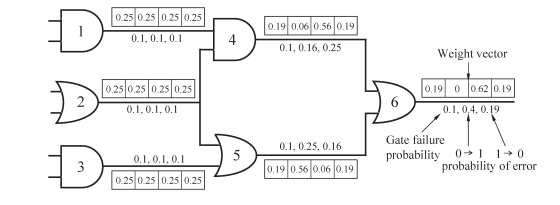 0.25 0.25 0.25 0.25
1
0.1, 0.1, 0.1
0.19 0.06 0.56 0.19
4
0.1, 0.16, 0.25
0.25 0.25 0.25 0.25
2
0.1, 0.1, 0.1
Weight vector
0.19 0 0.62 0.19
6
0.1, 0.4, 0.19
0.1, 0.1, 0.1
3
0.25 0.25 0.25 0.25
5
0.1, 0.25, 0.16
0.19 0.56 0.06 0.19
Gate failure
probability
0→1 1→0
probability of error